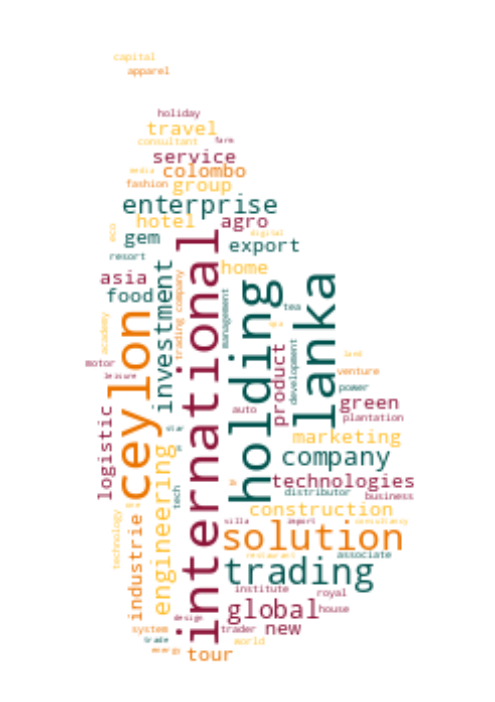 capital
apparel
holiday
travel
consultant farm
service
media colombo
fashion group
enterprise
hotel agro
eco gem digital
export
resort
home
asia
food
investment
trading company
international
management
holding
lanka
tea
spa
ceylon
academy
motor
leisure
product
development
land
venture
power
green
plantation
auto
marketing
star
logistic
company
engineering
tech
technologies
distributor
business
construction
villa import consultancy
solution
technology
industrie
restaurant associate
trading
institute royal
global house
design
system trader new
trade world
energy tour